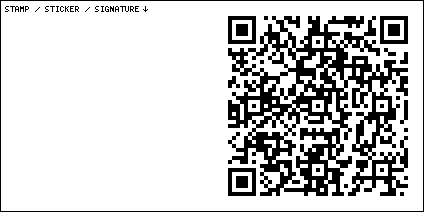 STAMP / STICKER / SIGNATURE ↓